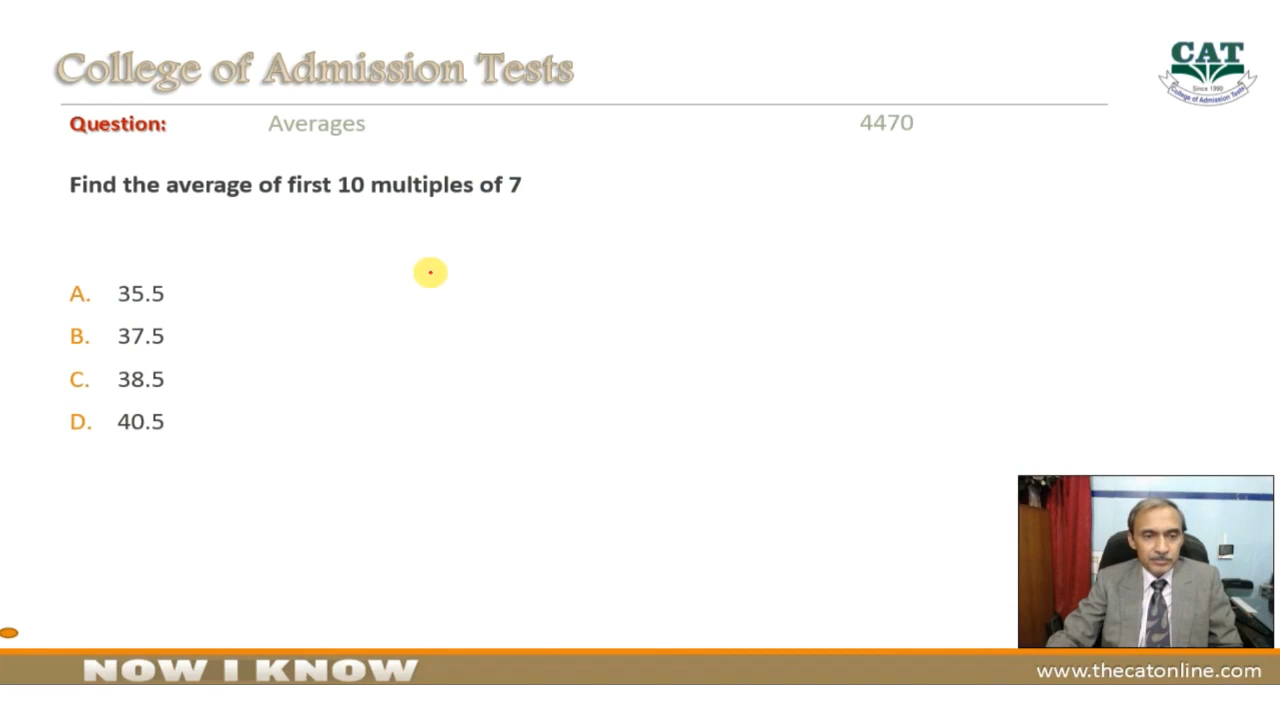 College of Admission Tests
CAT
Since 1990
College of Admission Tests
Question: Averages 4470
Find the average of first 10 multiples of 7
A. 35.5
B. 37.5
C. 38.5
D. 40.5
NOW I KNOW
www.thecatonline.com